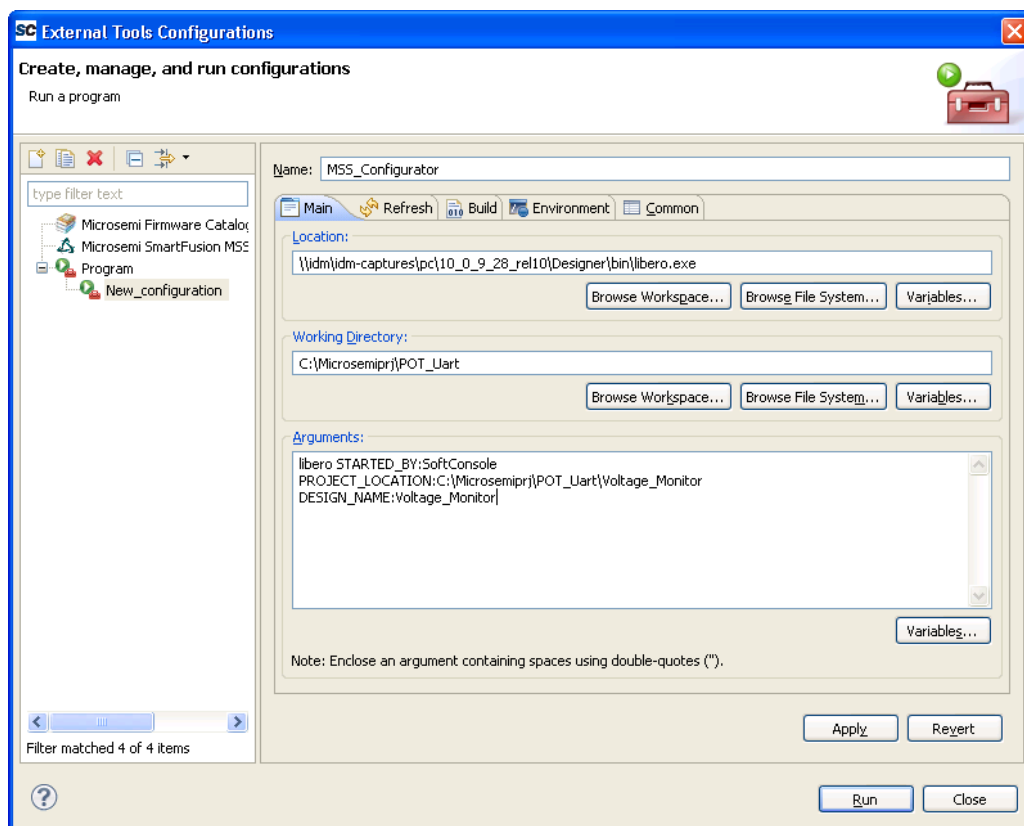 SC External Tools Configurations
Create, manage, and run configurations
Run a program
Name: MSS_Configurator
type filter text
Microsemi Firmware Catalog
Microsemi SmartFusion MSS
Program
New_configuration
Filter matched 4 of 4 items
Main Refresh 010 Build Environment Common
Location:
\\idm\idm-captures\pc\10_0_9_28_rel10\Designer\bin\libero.exe
Browse Workspace... Browse File System... Variables...
Working Directory:
C:\Microsemiprj\POT_Uart
Browse Workspace... Browse File System... Variables...
Arguments:
libero STARTED_BY:SoftConsole
PROJECT_LOCATION:C:\Microsemiprj\POT_Uart\Voltage_Monitor
DESIGN_NAME:Voltage_Monitor
Variables...
Note: Enclose an argument containing spaces using double-quotes (").
Apply Revert
? Run Close